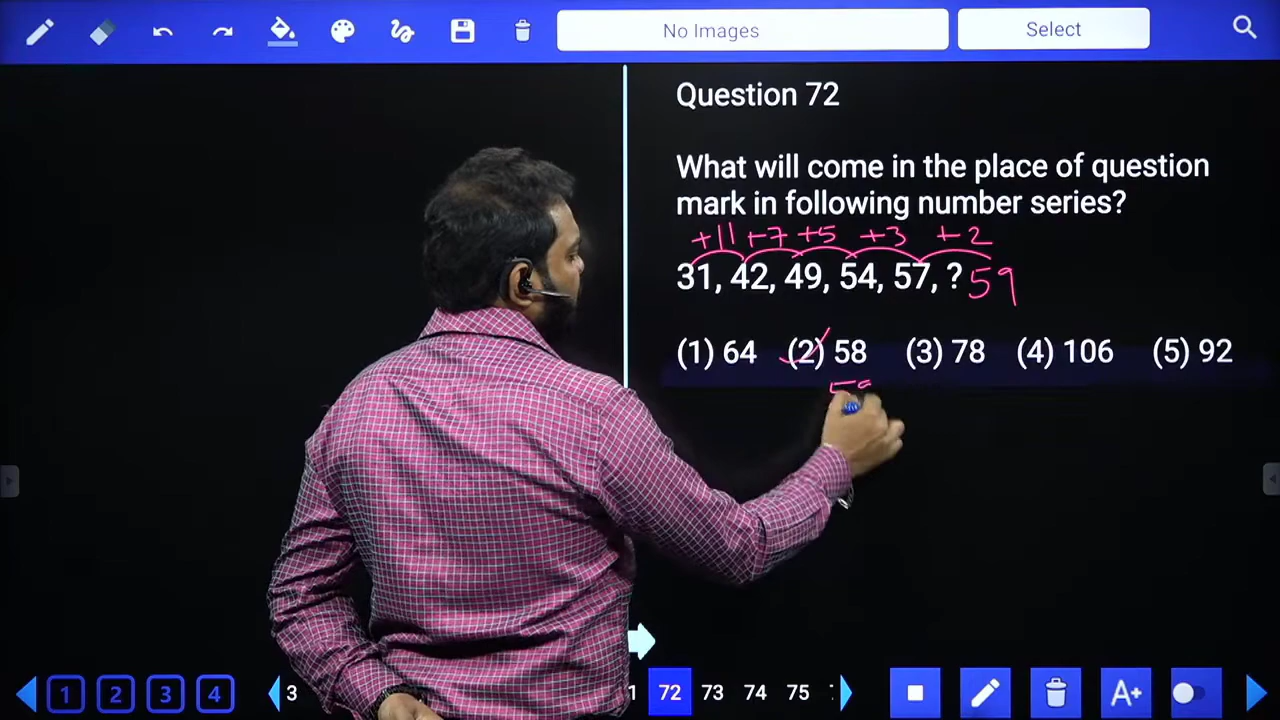 No Images
Select
Question 72
What will come in the place of question
mark in following number series?
+11 +7 +5 +3 +2
31, 42, 49, 54, 57, ? 59
(1) 64 (2) 58 (3) 78 (4) 106 (5) 92
1 2 3 4 3 1 72 73 74 75
A+